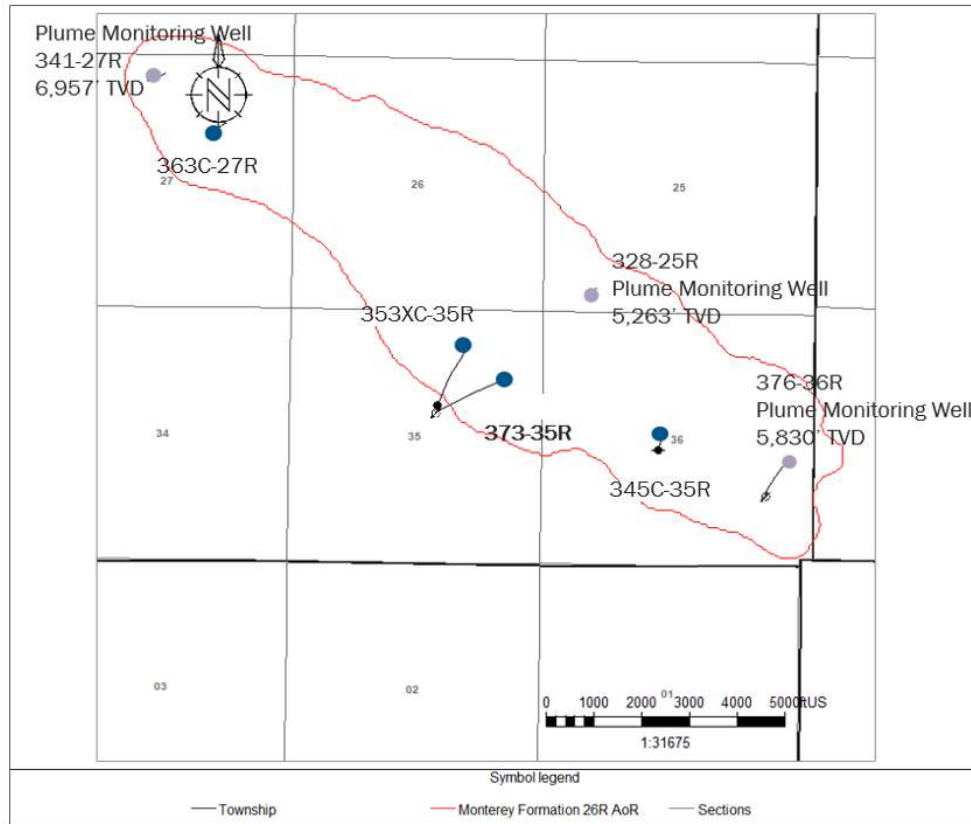 Plume Monitoring Well
341-27R
6,957' TVD
N
363C-27R
27
26
25
328-25R
Plume Monitoring Well
5,263' TVD
353XC-35R
376-36R
Plume Monitoring Well
5,830' TVD
34
35
373-35R
36
345C-35R
03
02
01
0 1000 2000 3000 4000 5000ftUS
1:31675
Symbol legend
Township Monterey Formation 26R AoR Sections